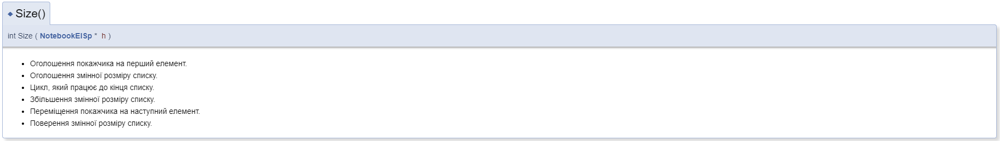 ◆ Size()
int Size ( NotebookElSp * h )
• Оголошення покажчика на перший елемент.
• Оголошення змінної розміру списку.
• Цикл, який працює до кінця списку.
• Збільшення змінної розміру списку.
• Переміщення покажчика на наступний елемент.
• Поверення змінної розміру списку.